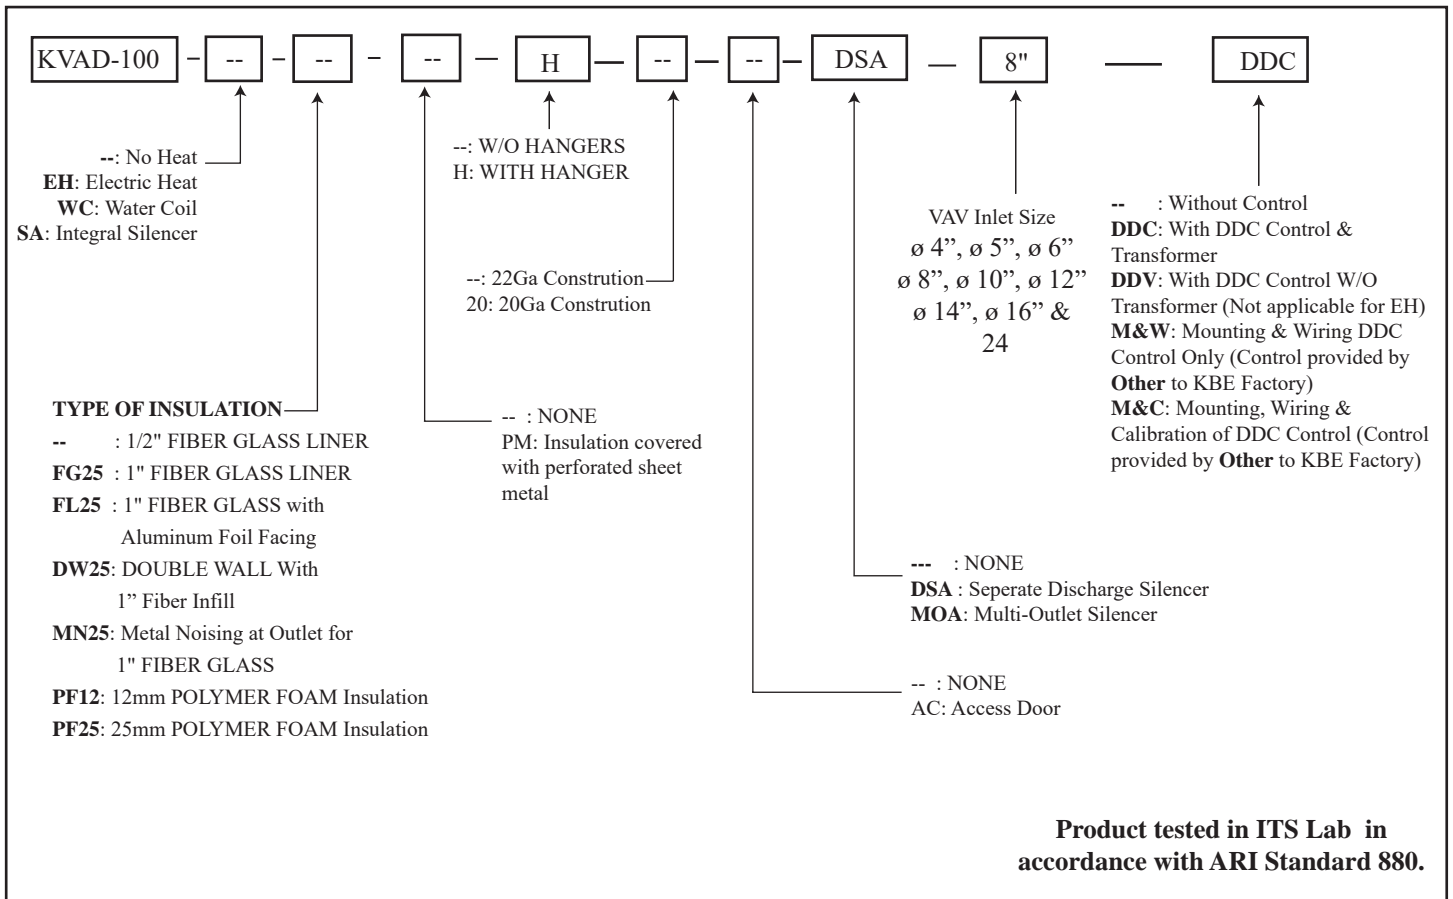 KVAD-100 - -- - -- - -- — H — -- — -- — DSA — 8" — DDC
--: No Heat
EH: Electric Heat
WC: Water Coil
SA: Integral Silencer
--: W/O HANGERS
H: WITH HANGER
--: 22Ga Constrution
20: 20Ga Constrution
VAV Inlet Size
ø 4”, ø 5”, ø 6”
ø 8”, ø 10”, ø 12”
ø 14”, ø 16” &
24
-- : Without Control
DDC: With DDC Control &
Transformer
DDV: With DDC Control W/O
Transformer (Not applicable for EH)
M&W: Mounting & Wiring DDC
Control Only (Control provided by
Other to KBE Factory)
M&C: Mounting, Wiring &
Calibration of DDC Control (Control
provided by Other to KBE Factory)
TYPE OF INSULATION
-- : 1/2" FIBER GLASS LINER
FG25 : 1" FIBER GLASS LINER
FL25 : 1" FIBER GLASS with
Aluminum Foil Facing
DW25: DOUBLE WALL With
1” Fiber Infill
MN25: Metal Noising at Outlet for
1" FIBER GLASS
PF12: 12mm POLYMER FOAM Insulation
PF25: 25mm POLYMER FOAM Insulation
-- : NONE
PM: Insulation covered
with perforated sheet
metal
--- : NONE
DSA : Seperate Discharge Silencer
MOA: Multi-Outlet Silencer
-- : NONE
AC: Access Door
Product tested in ITS Lab in
accordance with ARI Standard 880.